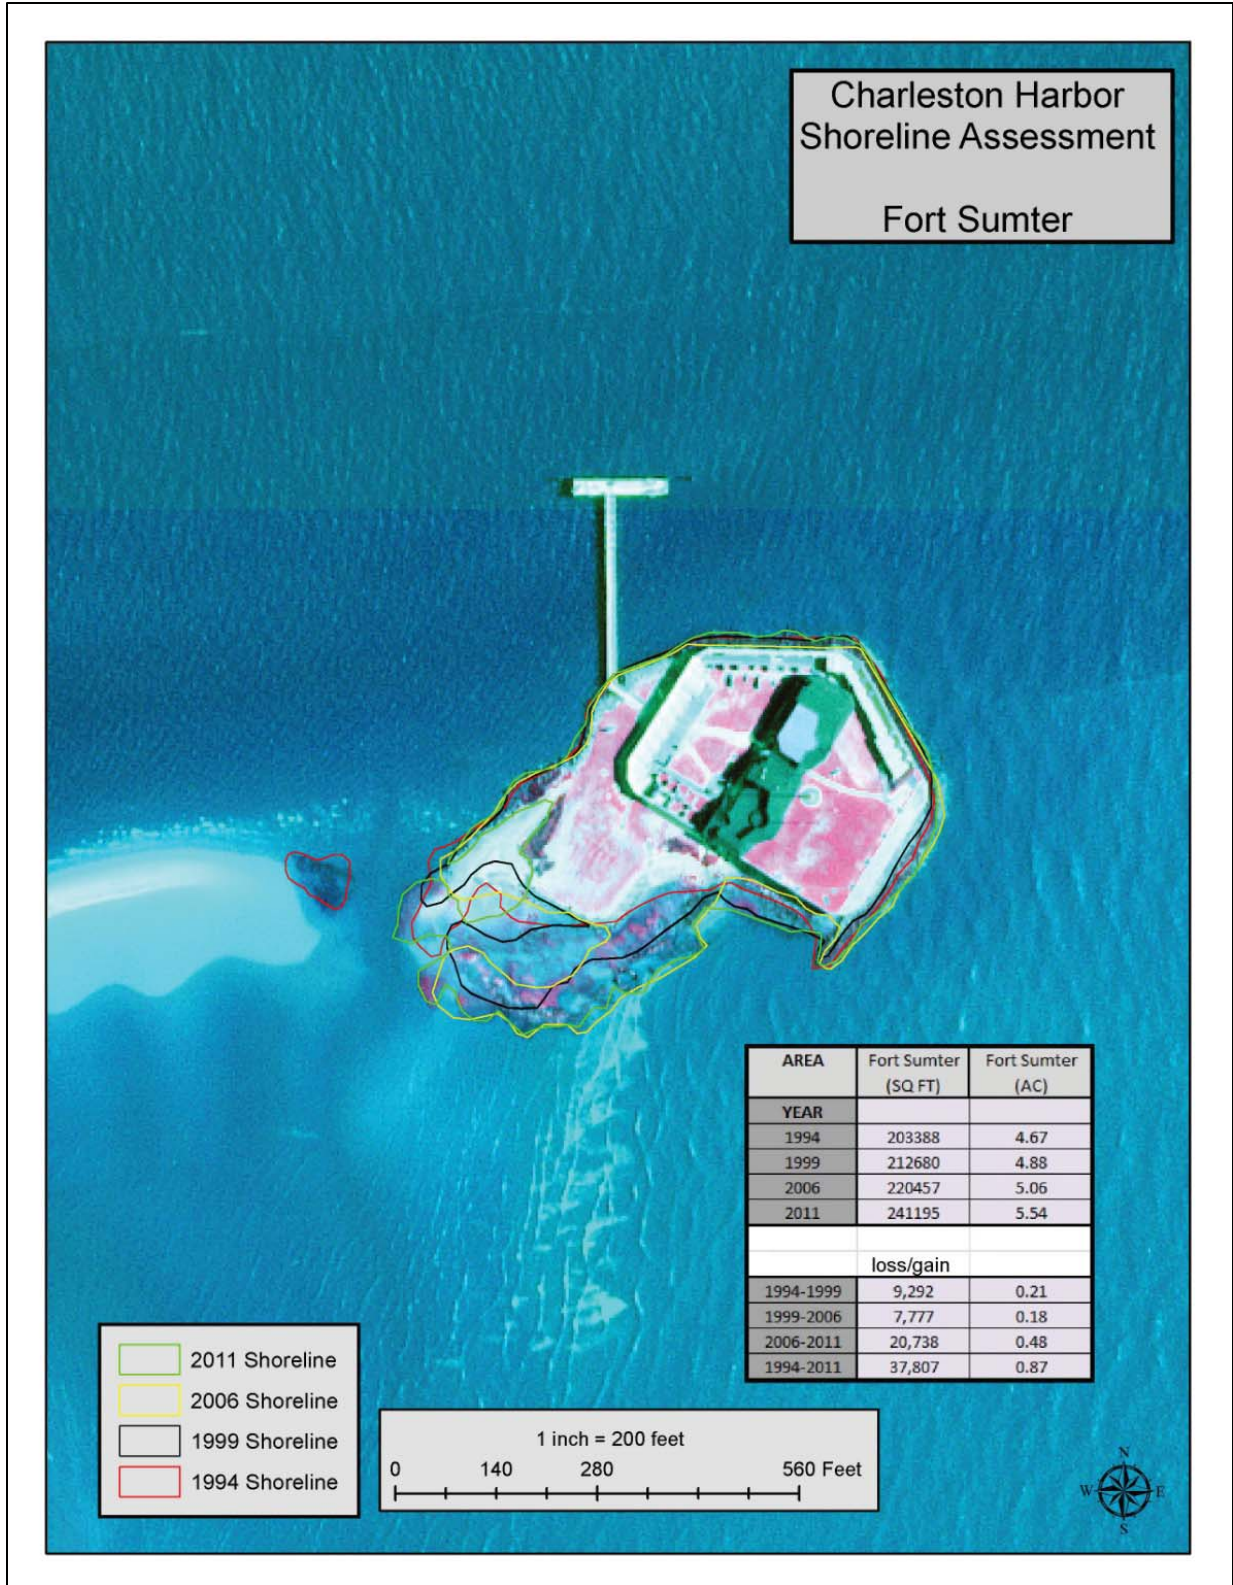 Charleston Harbor
Shoreline Assessment
Fort Sumter
AREA Fort Sumter (SQ FT) Fort Sumter (AC)
YEAR
1994 203388 4.67
1999 212680 4.88
2006 220457 5.06
2011 241195 5.54
loss/gain
1994-1999 9,292 0.21
1999-2006 7,777 0.18
2006-2011 20,738 0.48
1994-2011 37,807 0.87
2011 Shoreline
2006 Shoreline
1999 Shoreline
1994 Shoreline
1 inch = 200 feet
0 140 280 560 Feet
N
W E
S